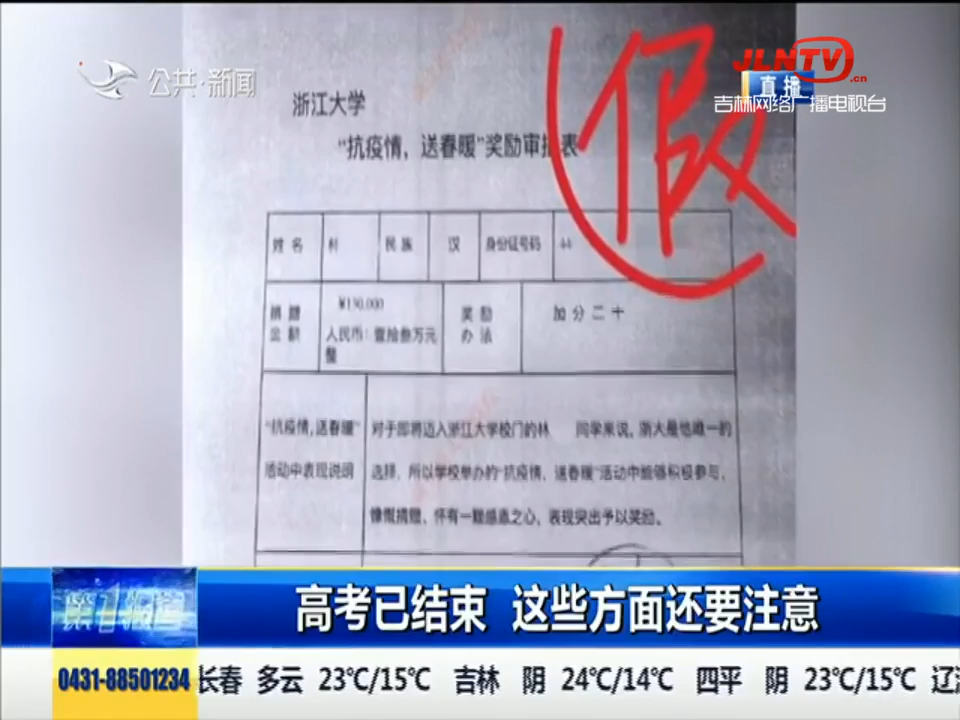 公共·新闻
JLNTV.cn
直播
吉林网络广播电视台
假
浙江大学
“抗疫情，送春暖”奖励审批表
姓名 林 民族 汉 身份证号码 44
捐赠金额 ¥130,000 人民币：壹拾叁万元整 奖励办法 加分二十
“抗疫情，送春暖”活动中表现说明
对于即将迈入浙江大学校门的林 同学来说，浙大是他唯一的
选择，所以学校举办的“抗疫情，送春暖”活动中能够积极参与，
慷慨捐赠，怀有一颗感恩之心，表现突出予以奖励。
第1报道
高考已结束 这些方面还要注意
0431-88501234 长春 多云 23℃/15℃ 吉林 阴 24℃/14℃ 四平 阴 23℃/15℃ 辽